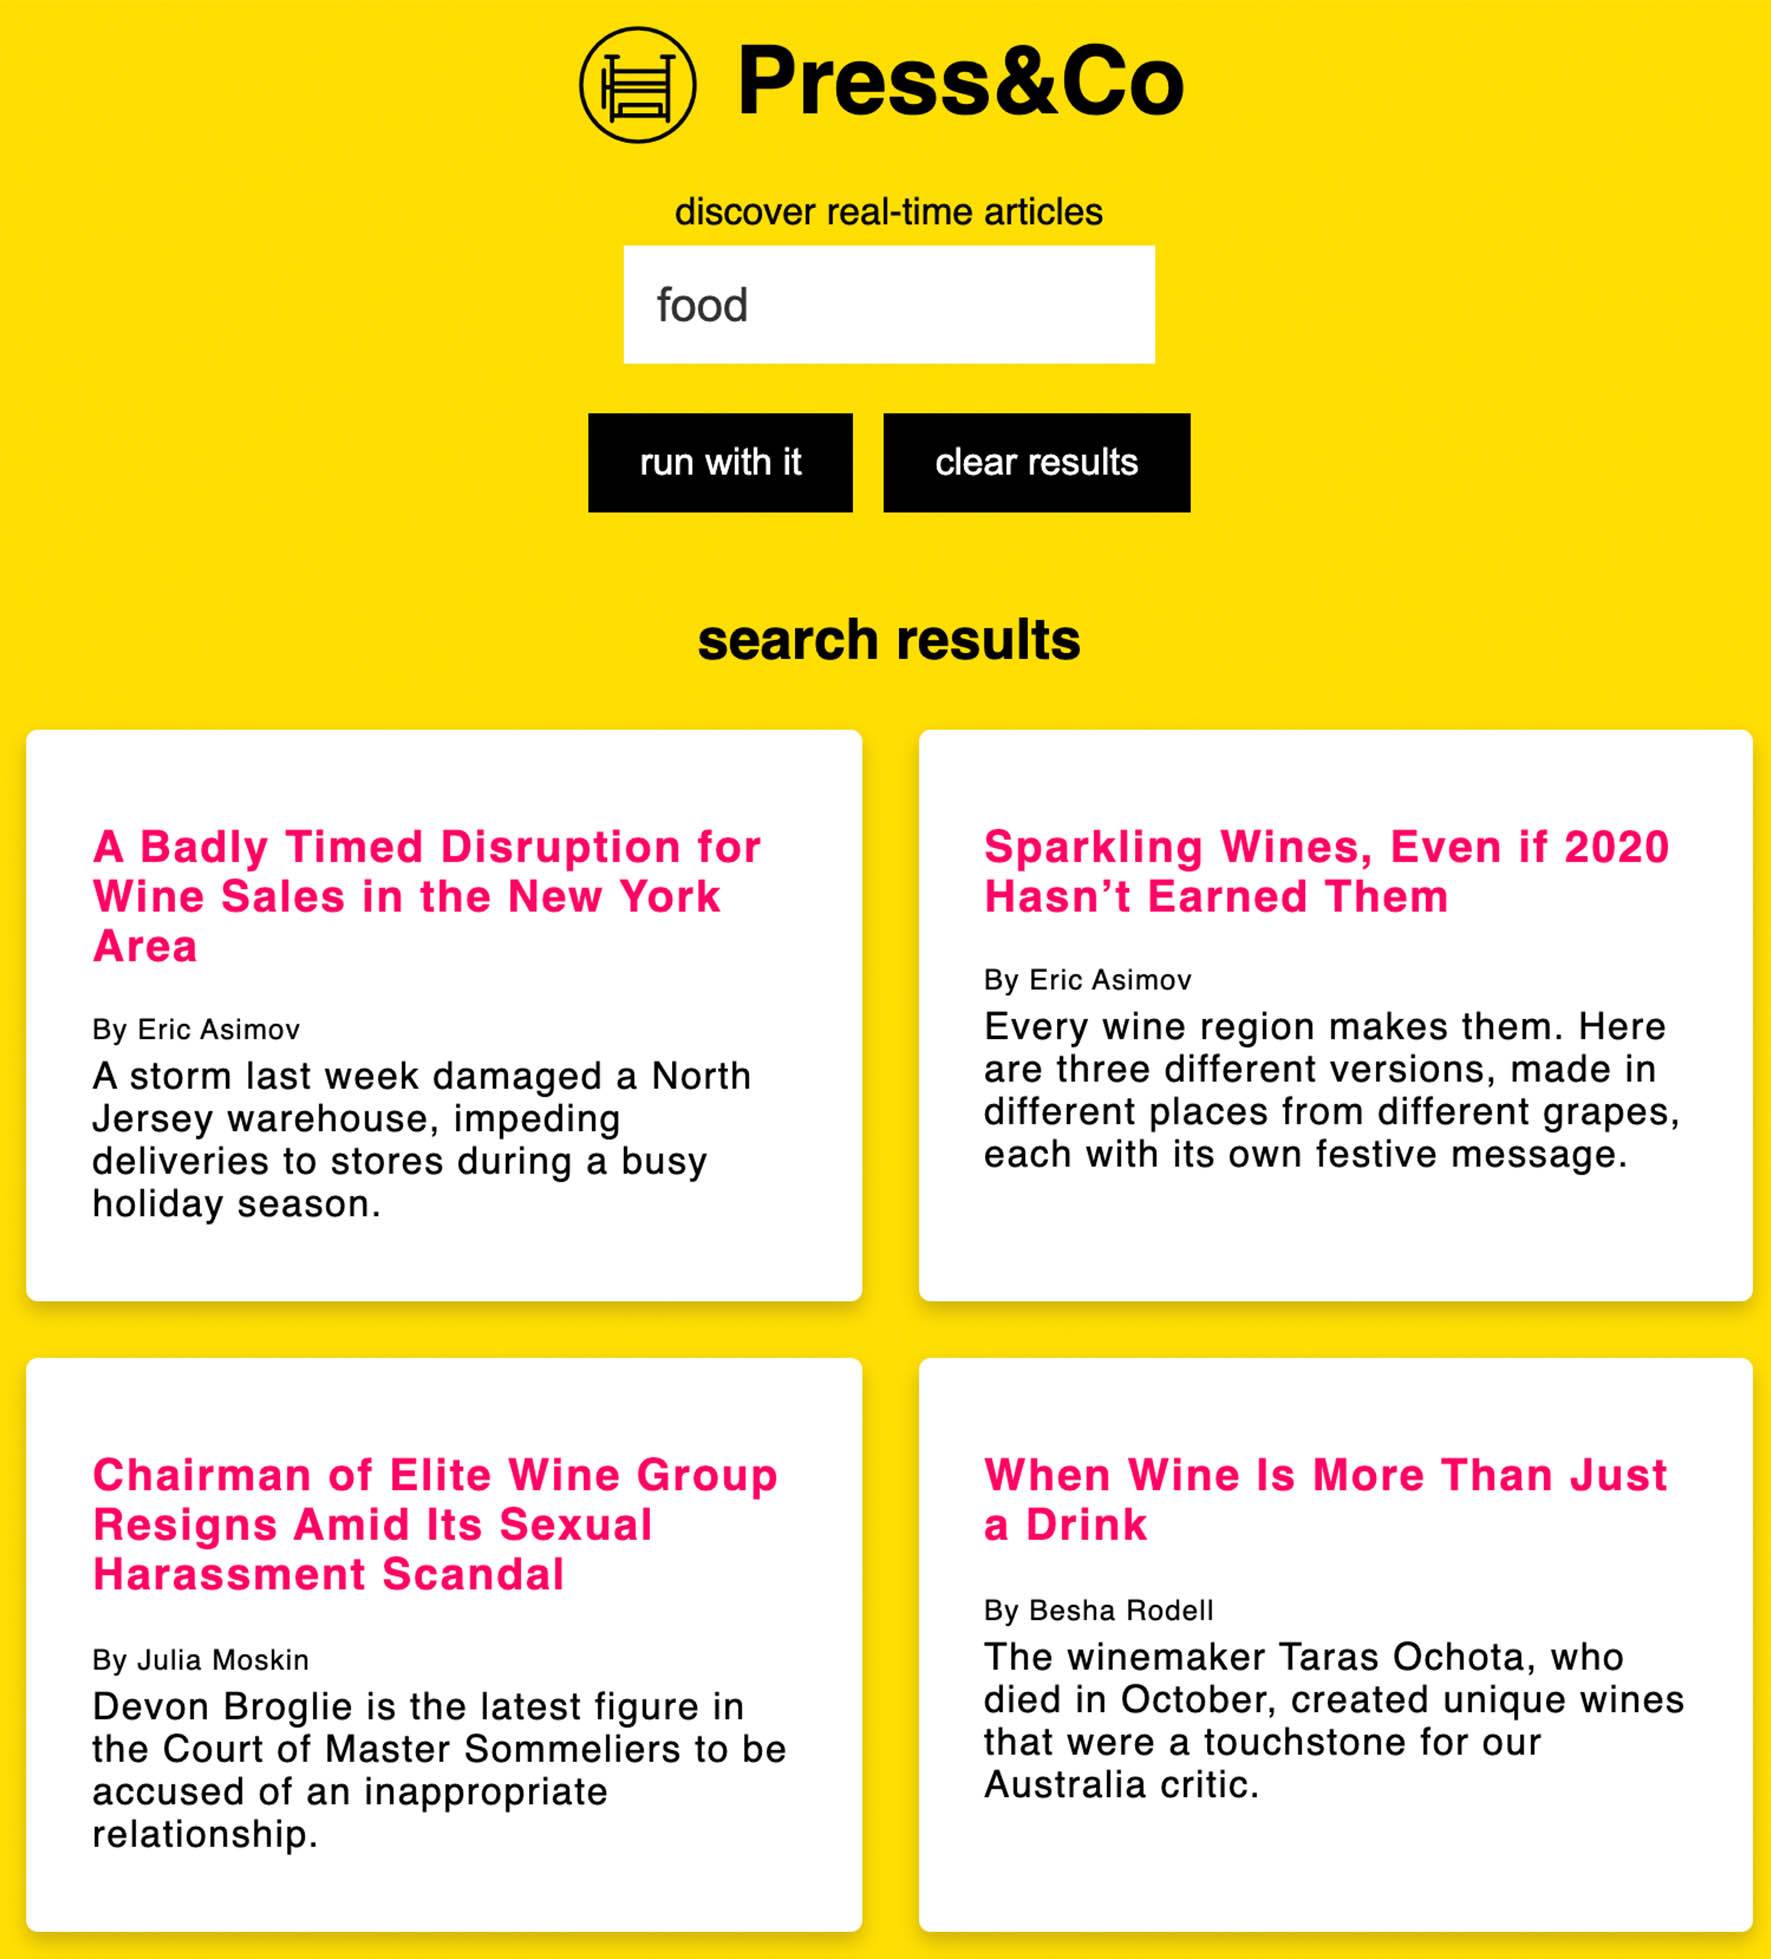 Press&Co
discover real-time articles
food
run with it
clear results
search results
A Badly Timed Disruption for
Wine Sales in the New York
Area
By Eric Asimov
A storm last week damaged a North
Jersey warehouse, impeding
deliveries to stores during a busy
holiday season.
Sparkling Wines, Even if 2020
Hasn’t Earned Them
By Eric Asimov
Every wine region makes them. Here
are three different versions, made in
different places from different grapes,
each with its own festive message.
Chairman of Elite Wine Group
Resigns Amid Its Sexual
Harassment Scandal
By Julia Moskin
Devon Broglie is the latest figure in
the Court of Master Sommeliers to be
accused of an inappropriate
relationship.
When Wine Is More Than Just
a Drink
By Besha Rodell
The winemaker Taras Ochota, who
died in October, created unique wines
that were a touchstone for our
Australia critic.